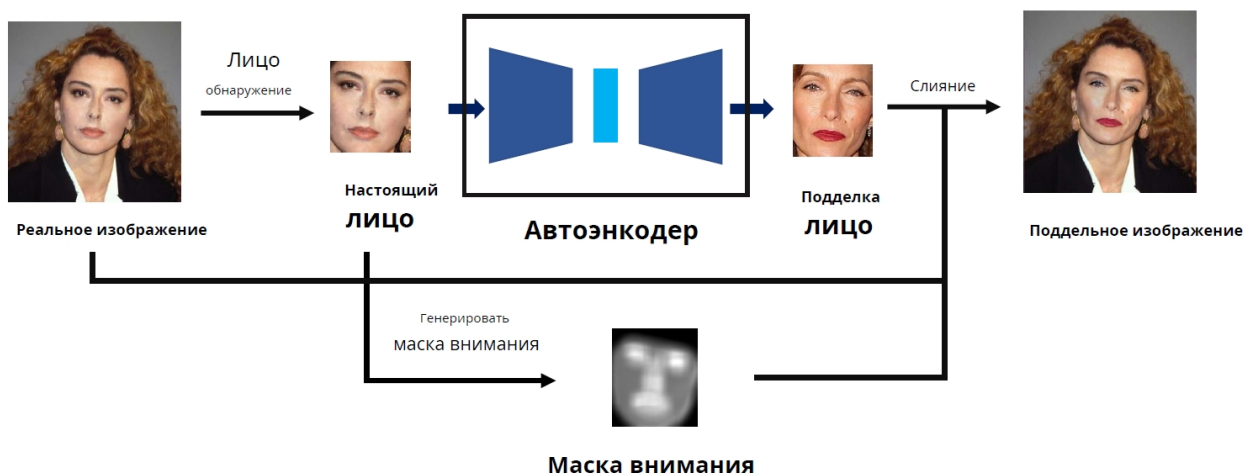 Лицо
обнаружение
Слияние
Настоящий
лицо
Подделка
лицо
Реальное изображение
Автоэнкодер
Поддельное изображение
Генерировать
маска внимания
Маска внимания